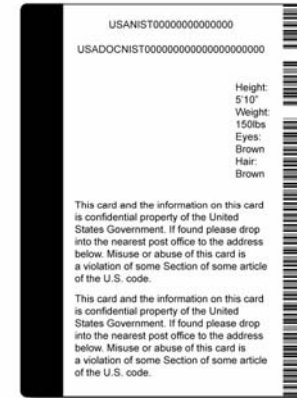 USANIST00000000000000
USADOCNIST00000000000000000000
Height:
5'10"
Weight:
150lbs
Eyes:
Brown
Hair:
Brown
This card and the information on this card
is confidential property of the United
States Government. If found please drop
into the nearest post office to the address
below. Misuse or abuse of this card is
a violation of some Section of some article
of the U.S. code.
This card and the information on this card
is confidential property of the United
States Government. If found please drop
into the nearest post office to the address
below. Misuse or abuse of this card is
a violation of some Section of some article
of the U.S. code.